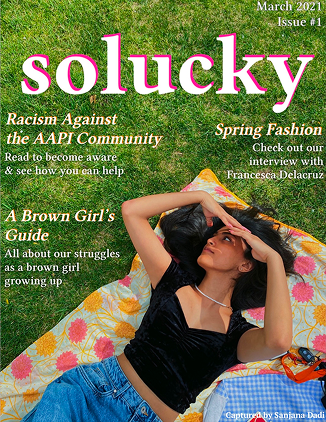 March 2021
Issue #1
solucky
Racism Against
the AAPI Community
Read to become aware
& see how you can help
Spring Fashion
Check out our
interview with
Francesca Delacruz
A Brown Girl's
Guide
All about our struggles
as a brown girl
growing up
Captured by Sanjana Dadi